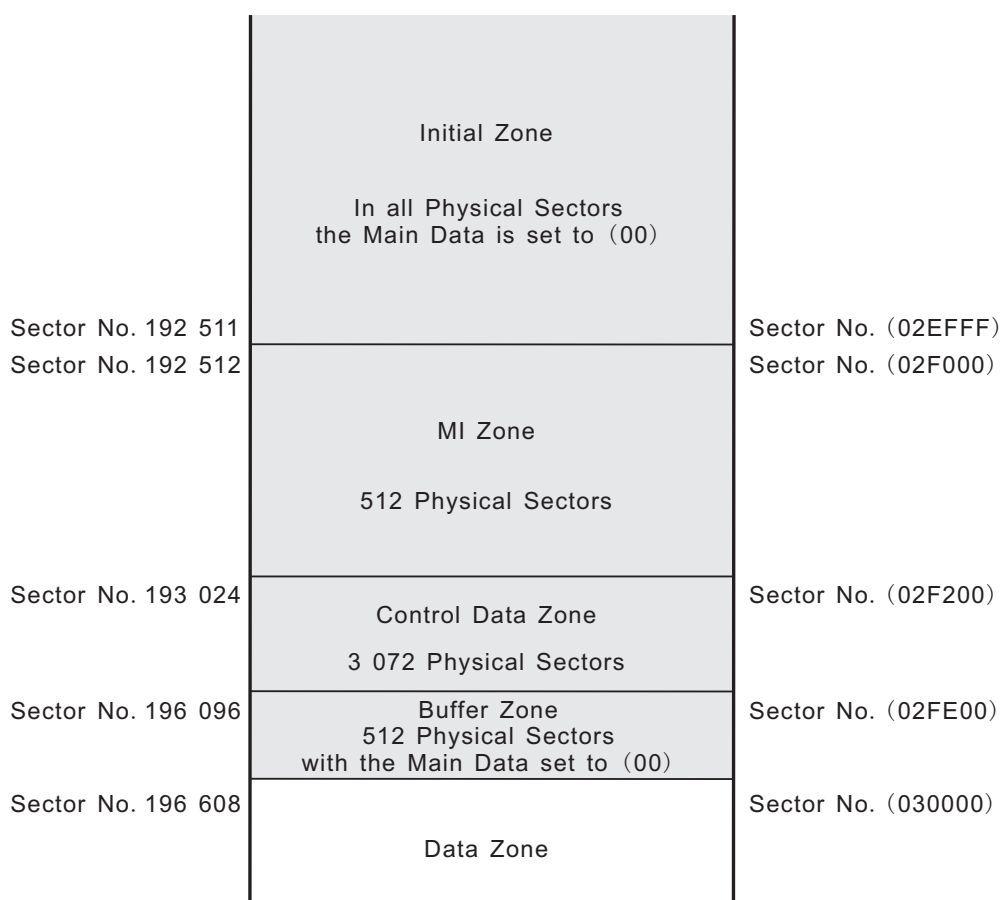 Initial Zone
In all Physical Sectors
the Main Data is set to (00)
Sector No. 192 511
Sector No. (02EFFF)
Sector No. 192 512
Sector No. (02F000)
MI Zone
512 Physical Sectors
Sector No. 193 024
Sector No. (02F200)
Control Data Zone
3 072 Physical Sectors
Sector No. 196 096
Buffer Zone
Sector No. (02FE00)
512 Physical Sectors
with the Main Data set to (00)
Sector No. 196 608
Sector No. (030000)
Data Zone